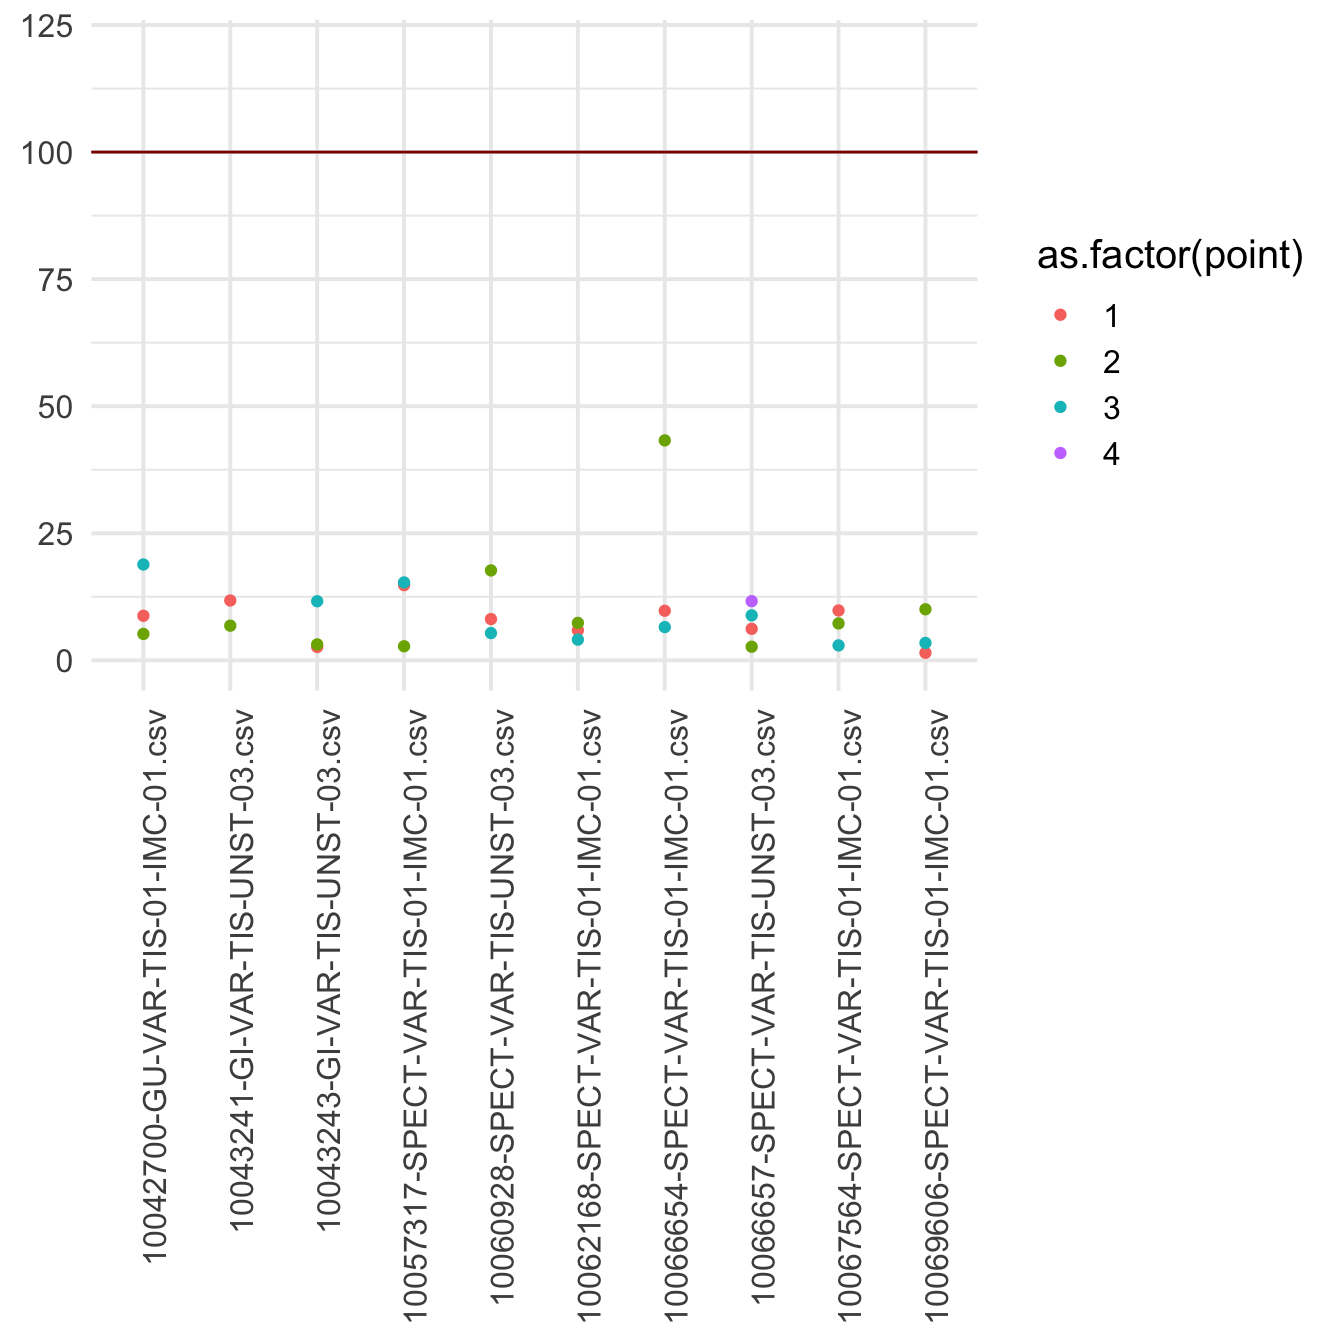 125
100
75
50
25
0
10042700-GU-VAR-TIS-01-IMC-01.csv
10043241-GI-VAR-TIS-UNST-03.csv
10043243-GI-VAR-TIS-UNST-03.csv
10057317-SPECT-VAR-TIS-01-IMC-01.csv
10060928-SPECT-VAR-TIS-UNST-03.csv
10062168-SPECT-VAR-TIS-01-IMC-01.csv
10066654-SPECT-VAR-TIS-01-IMC-01.csv
10066657-SPECT-VAR-TIS-UNST-03.csv
10067564-SPECT-VAR-TIS-01-IMC-01.csv
10069606-SPECT-VAR-TIS-01-IMC-01.csv
as.factor(point)
1
2
3
4